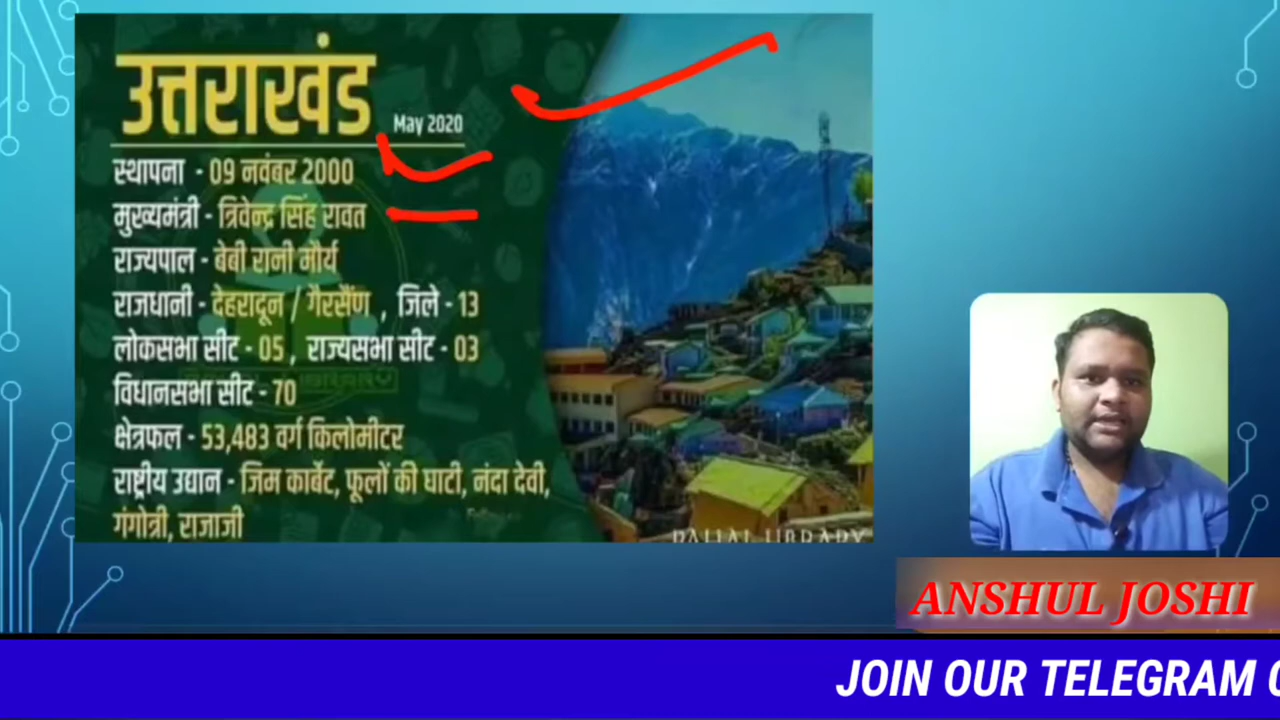 उत्तराखंड
May 2020
स्थापना - 09 नवंबर 2000
मुख्यमंत्री - त्रिवेन्द्र सिंह रावत
राज्यपाल - बेबी रानी मौर्य
राजधानी - देहरादून / गैरसैंण , जिले - 13
लोकसभा सीट - 05 , राज्यसभा सीट - 03
विधानसभा सीट - 70
क्षेत्रफल - 53,483 वर्ग किलोमीटर
राष्ट्रीय उद्यान - जिम कार्बेट, फूलों की घाटी, नंदा देवी,
गंगोत्री, राजाजी
ANSHUL JOSHI
JOIN OUR TELEGRAM